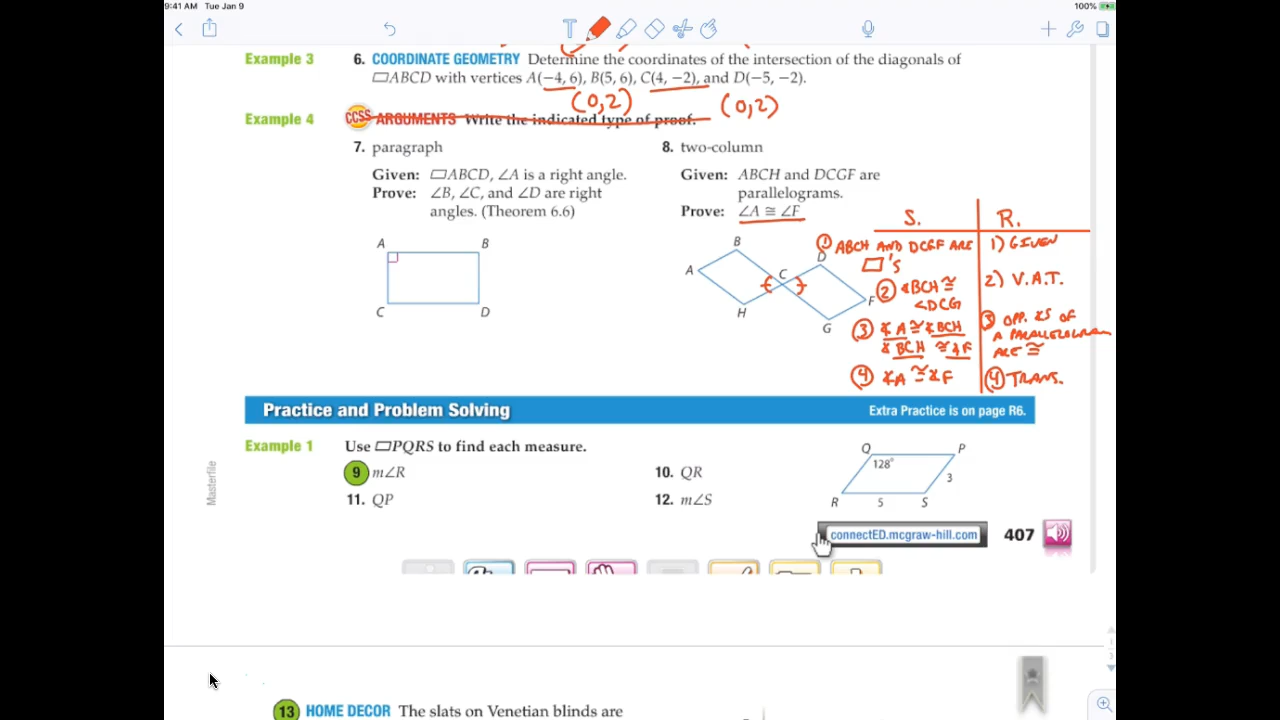 9:41 AM Tue Jan 9
100%
T
Example 3
6. COORDINATE GEOMETRY Determine the coordinates of the intersection of the diagonals of
▱ABCD with vertices A(−4, 6), B(5, 6), C(4, −2), and D(−5, −2).
(0,2) (0,2)
Example 4
CCSS ARGUMENTS Write the indicated type of proof.
7. paragraph
Given: ▱ABCD, ∠A is a right angle.
Prove: ∠B, ∠C, and ∠D are right
angles. (Theorem 6.6)
A B
C D
8. two-column
Given: ABCH and DCGF are
parallelograms.
Prove: ∠A ≅ ∠F
B
A
C
D
H
F
G
S. R.
① ABCH AND DCGF ARE 1) GIVEN
▱'S
② ∢BCH ≅ 2) V.A.T.
∢DCG
③ ∢A ≅ ∢BCH ③ OPP. ∢S OF
∢BCH ≅ ∢F A PARALLELOGRAM
ARE ≅
④ ∢A ≅ ∢F ④ TRANS.
Practice and Problem Solving Extra Practice is on page R6.
Example 1
Use ▱PQRS to find each measure.
9 m∠R 10. QR
11. QP 12. m∠S
Q P
128°
3
R 5 S
Masterfile
connectED.mcgraw-hill.com 407
13 HOME DECOR The slats on Venetian blinds are